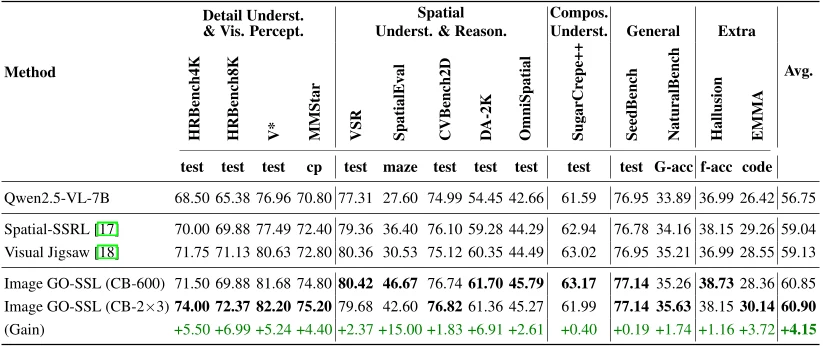 Detail Underst. Spatial Compos.
& Vis. Percept. Underst. & Reason. Underst. General Extra
Method HRBench4K HRBench8K V* MMStar VSR SpatialEval CVBench2D DA-2K OmniSpatial SugarCrepe++ SeedBench NaturalBench Hallusion EMMA Avg.
test test test cp test maze test test test test test G-acc f-acc code
Qwen2.5-VL-7B 68.50 65.38 76.96 70.80 77.31 27.60 74.99 54.45 42.66 61.59 76.95 33.89 36.99 26.42 56.75
Spatial-SSRL [17] 70.00 69.88 77.49 72.40 79.36 36.40 76.10 59.28 44.29 62.94 76.78 34.16 38.15 29.26 59.04
Visual Jigsaw [18] 71.75 71.13 80.63 72.80 80.36 30.53 75.12 60.35 44.49 63.02 76.95 35.21 36.99 28.55 59.13
Image GO-SSL (CB-600) 71.50 69.88 81.68 74.80 80.42 46.67 76.74 61.70 45.79 63.17 77.14 35.26 38.73 28.36 60.85
Image GO-SSL (CB-2×3) 74.00 72.37 82.20 75.20 79.68 42.60 76.82 61.36 45.27 61.99 77.14 35.63 38.15 30.14 60.90
(Gain) +5.50 +6.99 +5.24 +4.40 +2.37 +15.00 +1.83 +6.91 +2.61 +0.40 +0.19 +1.74 +1.16 +3.72 +4.15